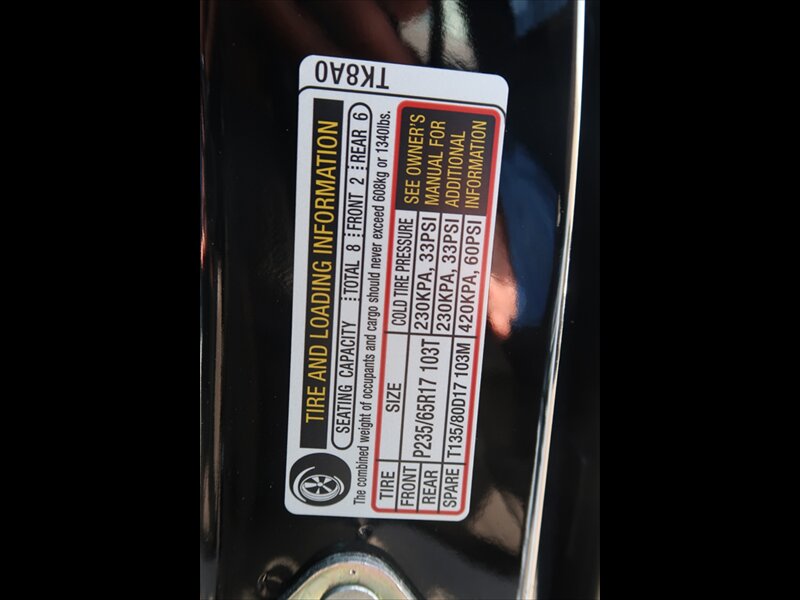 TK8A0
TIRE AND LOADING INFORMATION
SEATING CAPACITY TOTAL 8 FRONT 2 REAR 6
The combined weight of occupants and cargo should never exceed 608kg or 1340lbs.
TIRE SIZE COLD TIRE PRESSURE SEE OWNER'S MANUAL FOR ADDITIONAL INFORMATION
FRONT P235/65R17 103T 230KPA, 33PSI
REAR 230KPA, 33PSI
SPARE T135/80D17 103M 420KPA, 60PSI